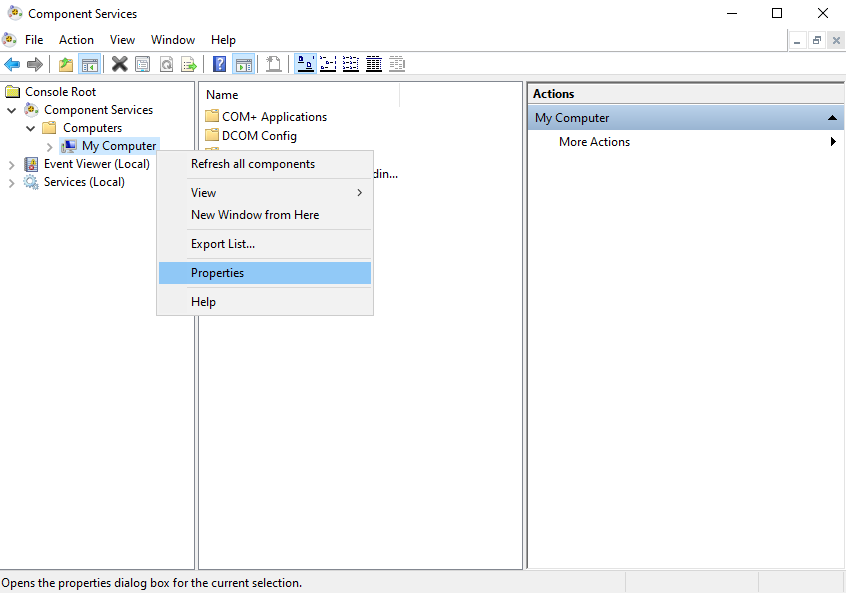 Component Services
File Action View Window Help
Console Root
Component Services
Computers
My Computer
Event Viewer (Local)
Services (Local)
Name
COM+ Applications
DCOM Config
din...
Refresh all components
View
New Window from Here
Export List...
Properties
Help
Actions
My Computer
More Actions
Opens the properties dialog box for the current selection.